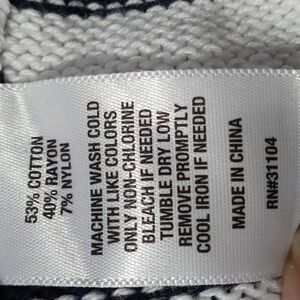 53% COTTON
40% RAYON
7% NYLON
MACHINE WASH COLD
WITH LIKE COLORS
ONLY NON-CHLORINE
BLEACH IF NEEDED
TUMBLE DRY LOW
REMOVE PROMPTLY
COOL IRON IF NEEDED
MADE IN CHINA
RN#31104